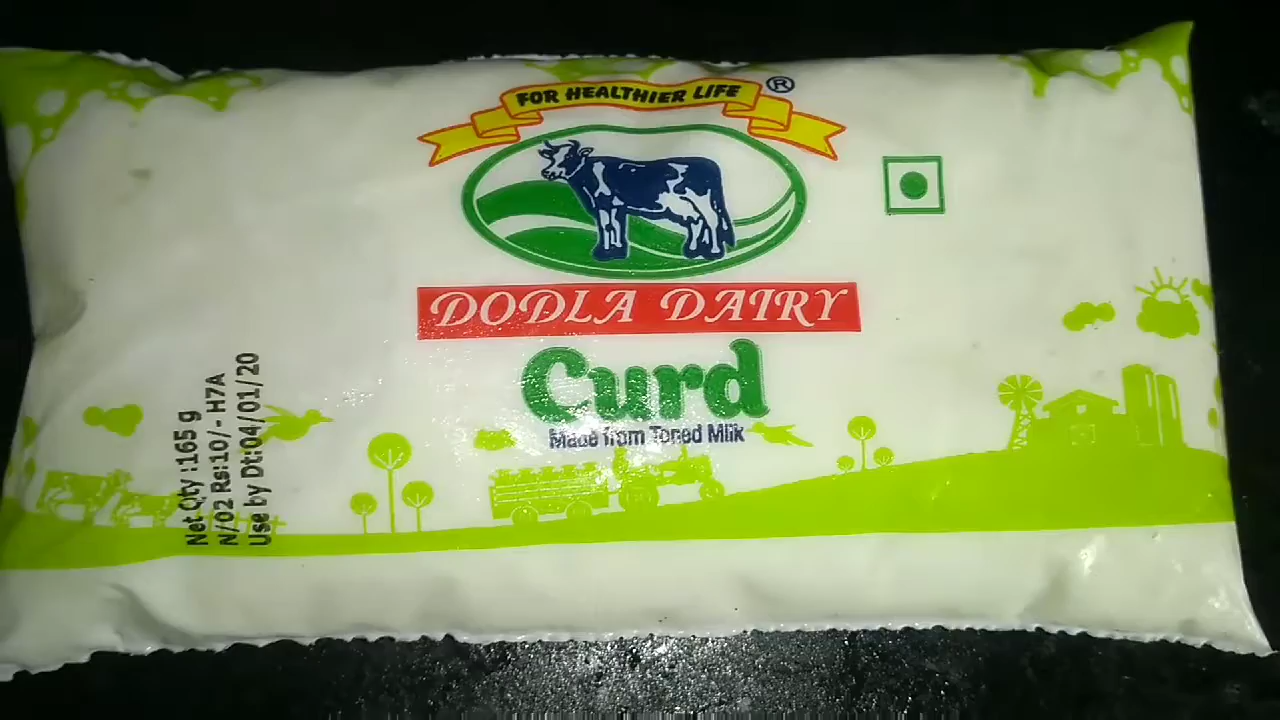 FOR HEALTHIER LIFE ®
DODLA DAIRY
Curd
Made from Toned Milk
Net Qty :165 g
N/02 Rs:10/- H7A
Use by Dt:04/01/20